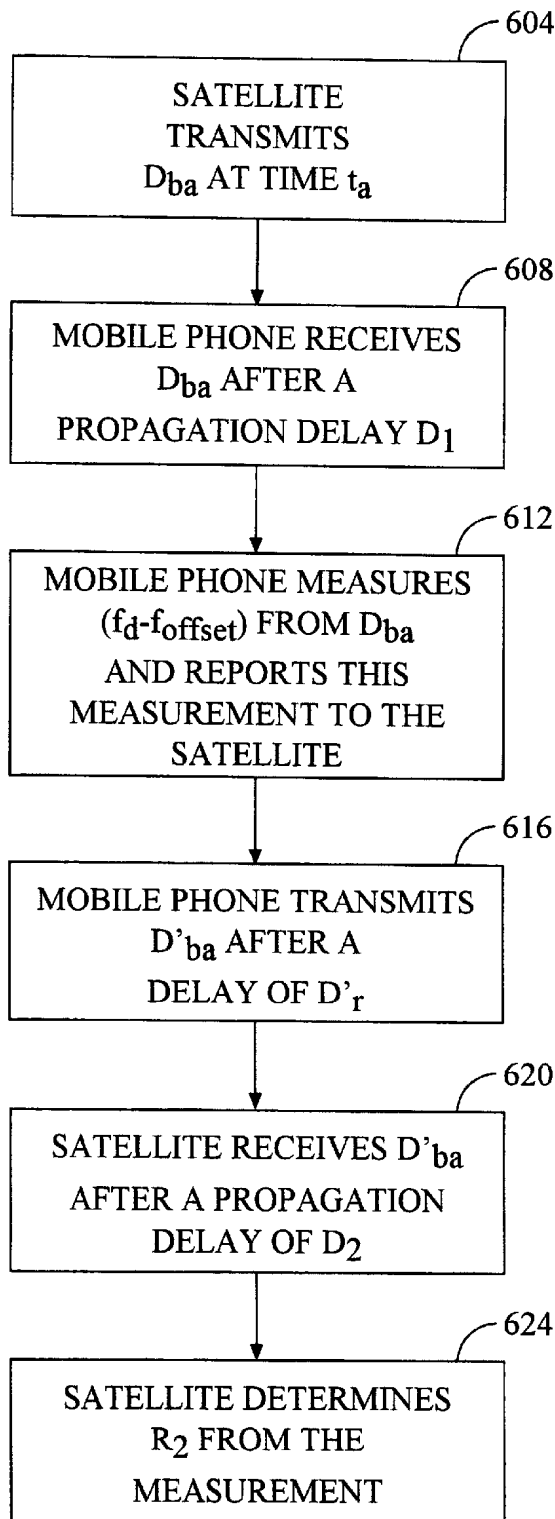 604
SATELLITE
TRANSMITS
Dba AT TIME ta
608
MOBILE PHONE RECEIVES
Dba AFTER A
PROPAGATION DELAY D1
612
MOBILE PHONE MEASURES
(fd-foffset) FROM Dba
AND REPORTS THIS
MEASUREMENT TO THE
SATELLITE
616
MOBILE PHONE TRANSMITS
D'ba AFTER A
DELAY OF D'r
620
SATELLITE RECEIVES D'ba
AFTER A PROPAGATION
DELAY OF D2
624
SATELLITE DETERMINES
R2 FROM THE
MEASUREMENT